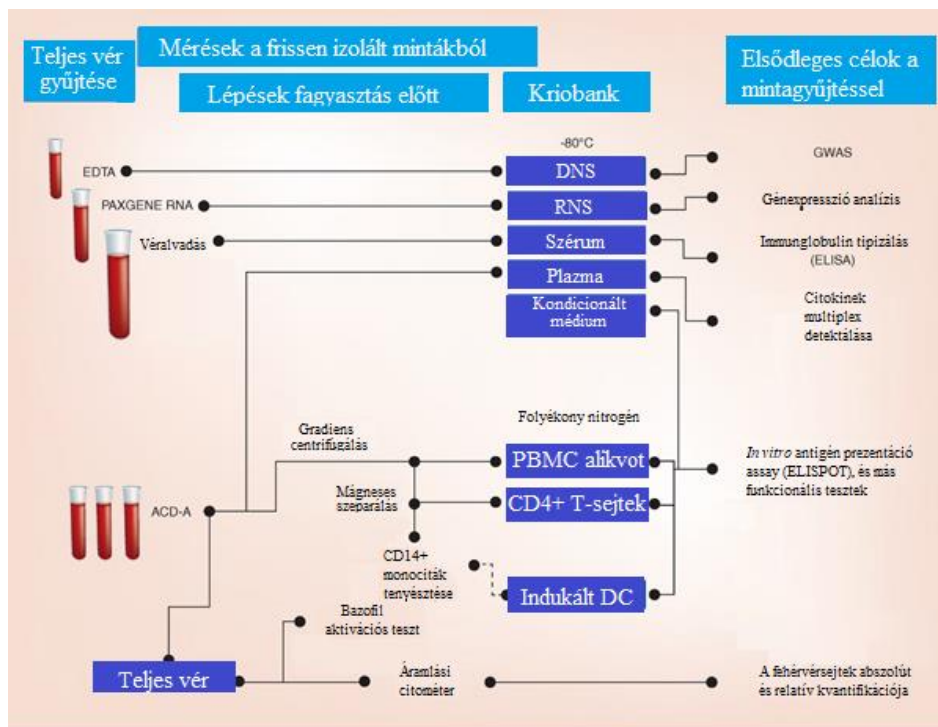 Teljes vér
gyűjtése
Mérések a frissen izolált mintákból
Lépések fagyasztás előtt
Kriobank
Elsődleges célok a
mintagyűjtéssel
-80°C
EDTA
DNS
GWAS
PAXGENE RNA
RNS
Génexpresszió analízis
Véralvadás
Szérum
Immunglobulin tipizálás
(ELISA)
Plazma
Kondicionált
médium
Citokinek
multiplex
detektálása
Folyékony nitrogén
Gradiens
centrifugálás
PBMC alikvot
In vitro antigén prezentáció
assay (ELISPOT), és más
funkcionális tesztek
Mágneses
szeparálás
CD4+ T-sejtek
ACD-A
CD14+
monociták
tenyésztése
Indukált DC
Bazofil
aktivációs teszt
Teljes vér
Áramlási
citométer
A fehérvérsejtek abszolút
és relatív kvantifikációja